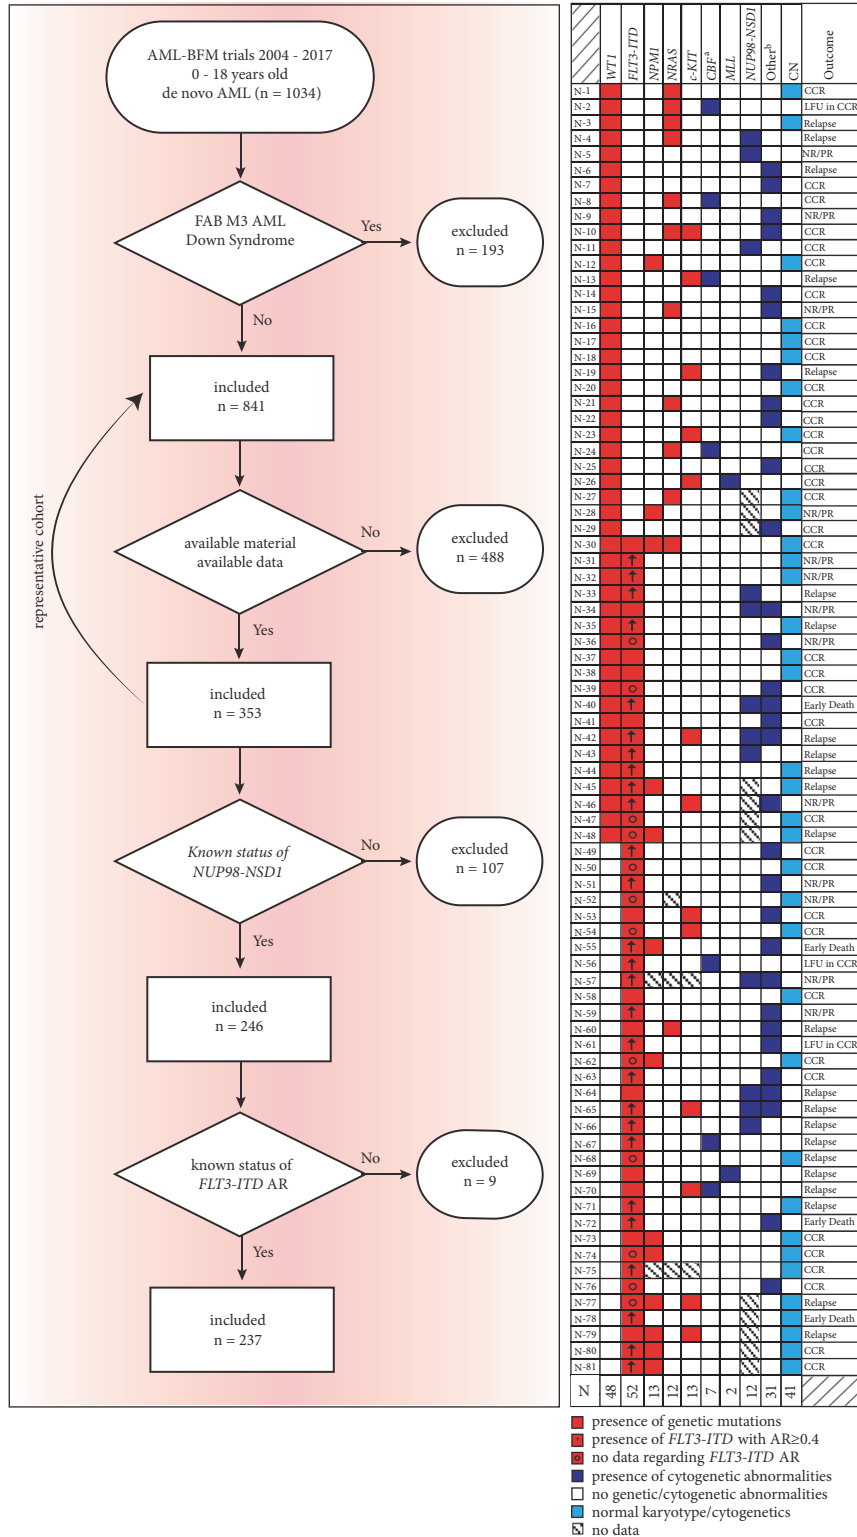 AML-BFM trials 2004 - 2017
0 - 18 years old
de novo AML (n = 1034)
FAB M3 AML
Down Syndrome
Yes
excluded
n = 193
No
included
n = 841
representative cohort
available material
available data
No
excluded
n = 488
Yes
included
n = 353
Known status of
NUP98-NSD1
No
excluded
n = 107
Yes
included
n = 246
known status of
FLT3-ITD AR
No
excluded
n = 9
Yes
included
n = 237
WT1 FLT3-ITD NPM1 NRAS c-KIT CBFa MLL NUP98-NSD1 Otherb CN Outcome
N-1 CCR
N-2 LFU in CCR
N-3 Relapse
N-4 Relapse
N-5 NR/PR
N-6 Relapse
N-7 CCR
N-8 CCR
N-9 NR/PR
N-10 CCR
N-11 CCR
N-12 CCR
N-13 Relapse
N-14 CCR
N-15 NR/PR
N-16 CCR
N-17 CCR
N-18 CCR
N-19 Relapse
N-20 CCR
N-21 CCR
N-22 CCR
N-23 CCR
N-24 CCR
N-25 CCR
N-26 CCR
N-27 CCR
N-28 NR/PR
N-29 CCR
N-30 CCR
N-31 ↑ NR/PR
N-32 ↑ NR/PR
N-33 ↑ Relapse
N-34 NR/PR
N-35 ↑ Relapse
N-36 o NR/PR
N-37 CCR
N-38 CCR
N-39 o CCR
N-40 ↑ Early Death
N-41 CCR
N-42 ↑ Relapse
N-43 ↑ Relapse
N-44 ↑ Relapse
N-45 ↑ Relapse
N-46 ↑ NR/PR
N-47 o CCR
N-48 o Relapse
N-49 ↑ CCR
N-50 o CCR
N-51 ↑ NR/PR
N-52 o NR/PR
N-53 CCR
N-54 o CCR
N-55 ↑ Early Death
N-56 ↑ LFU in CCR
N-57 ↑ NR/PR
N-58 CCR
N-59 ↑ NR/PR
N-60 Relapse
N-61 ↑ LFU in CCR
N-62 o CCR
N-63 ↑ CCR
N-64 Relapse
N-65 ↑ Relapse
N-66 ↑ Relapse
N-67 ↑ Relapse
N-68 o Relapse
N-69 Relapse
N-70 Relapse
N-71 ↑ Relapse
N-72 ↑ Early Death
N-73 CCR
N-74 o CCR
N-75 ↑ CCR
N-76 o CCR
N-77 o Relapse
N-78 ↑ Early Death
N-79 Relapse
N-80 ↑ CCR
N-81 ↑ CCR
N 48 52 13 12 13 7 2 12 31 41
presence of genetic mutations
↑ presence of FLT3-ITD with AR≥0.4
o no data regarding FLT3-ITD AR
presence of cytogenetic abnormalities
no genetic/cytogenetic abnormalities
normal karyotype/cytogenetics
no data